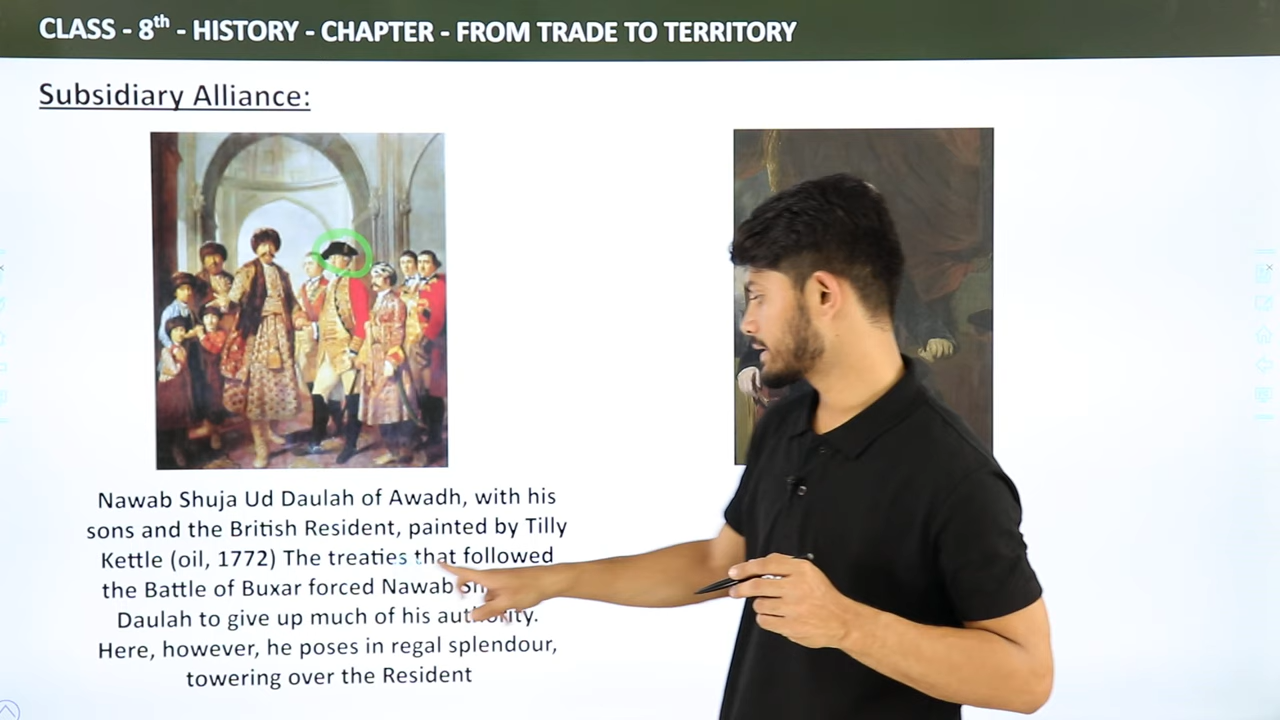 CLASS - 8th - HISTORY - CHAPTER - FROM TRADE TO TERRITORY
Subsidiary Alliance:
Nawab Shuja Ud Daulah of Awadh, with his
sons and the British Resident, painted by Tilly
Kettle (oil, 1772) The treaties that followed
the Battle of Buxar forced Nawab
Daulah to give up much of his authority.
Here, however, he poses in regal splendour,
towering over the Resident